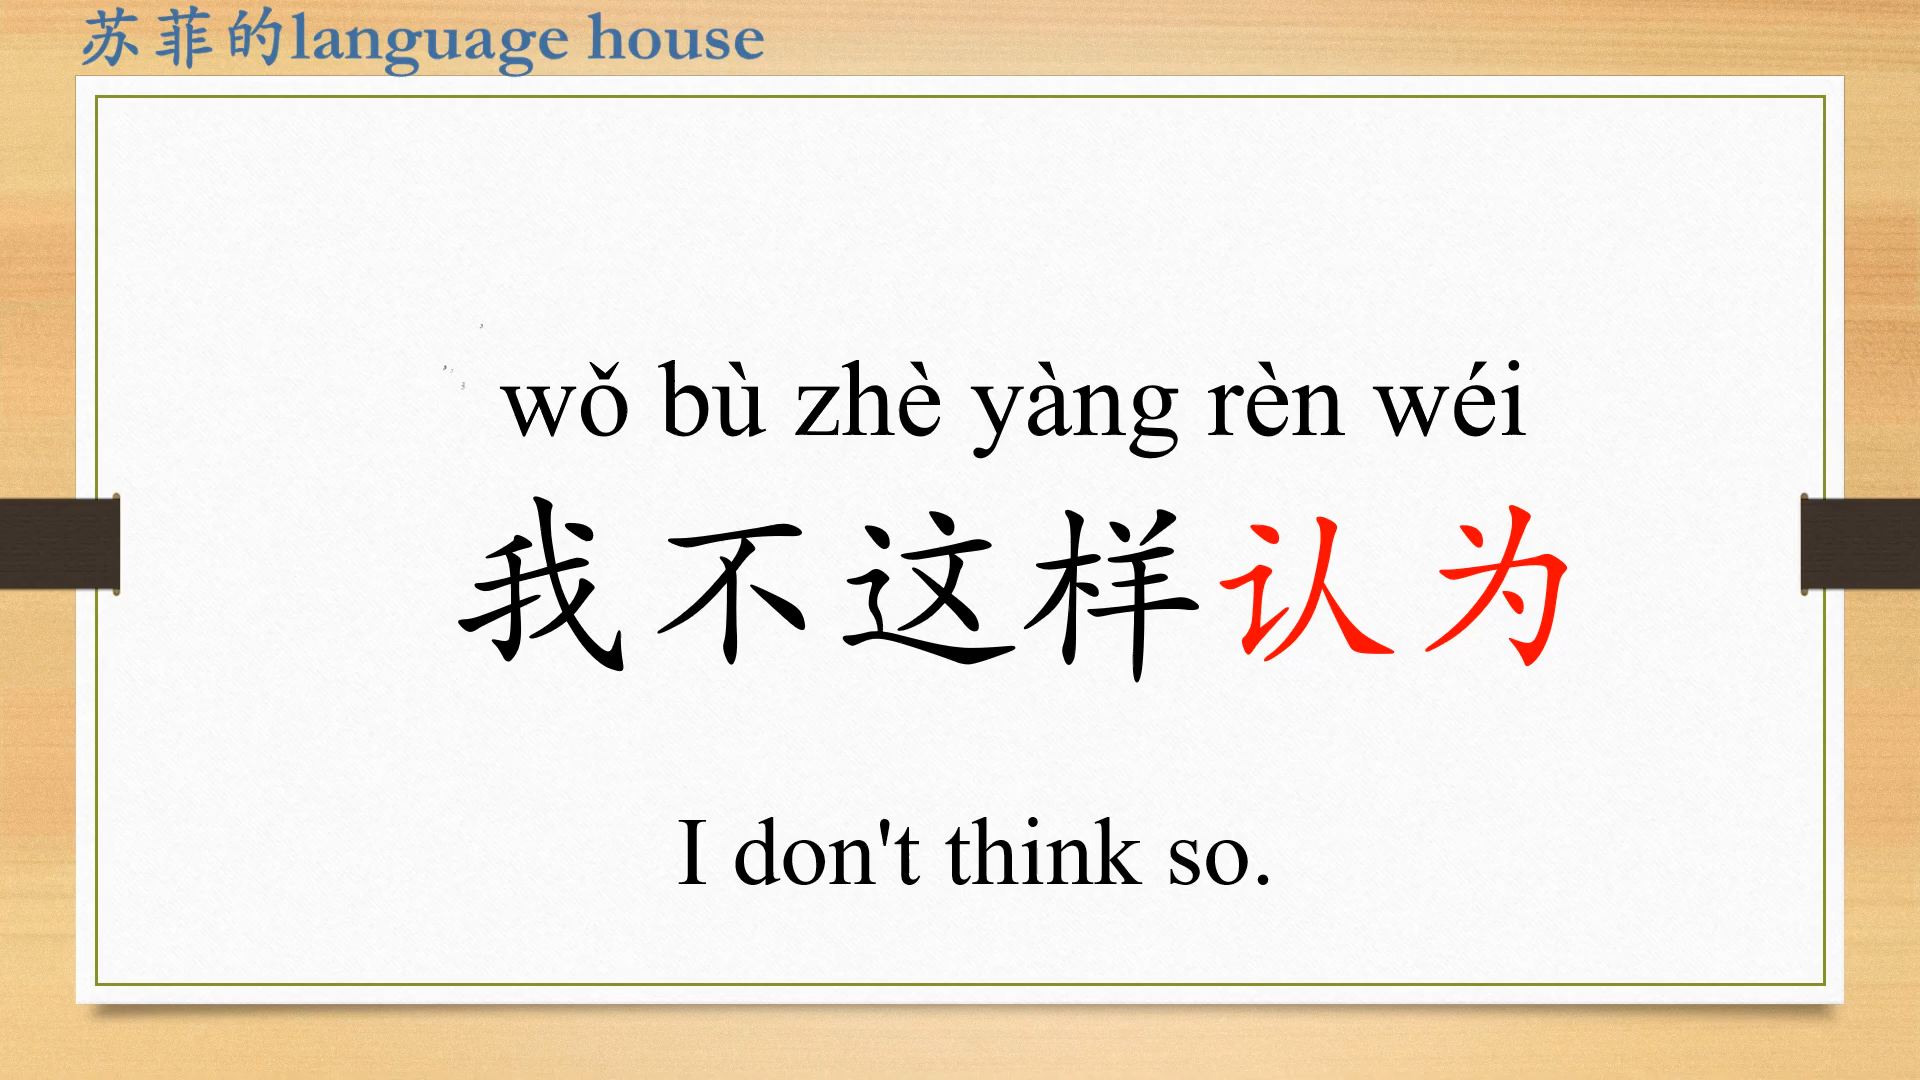 苏菲的language house
wǒ bù zhè yàng rèn wéi
我不这样认为
I don't think so.